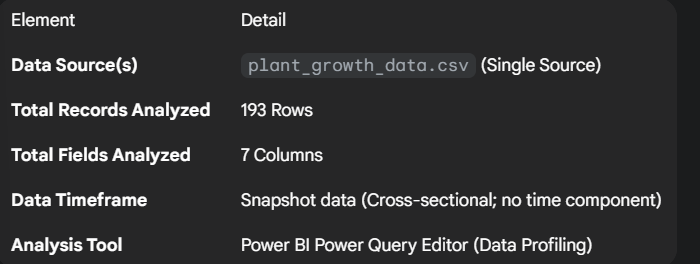 Element Detail
Data Source(s) plant_growth_data.csv (Single Source)
Total Records Analyzed 193 Rows
Total Fields Analyzed 7 Columns
Data Timeframe Snapshot data (Cross-sectional; no time component)
Analysis Tool Power BI Power Query Editor (Data Profiling)